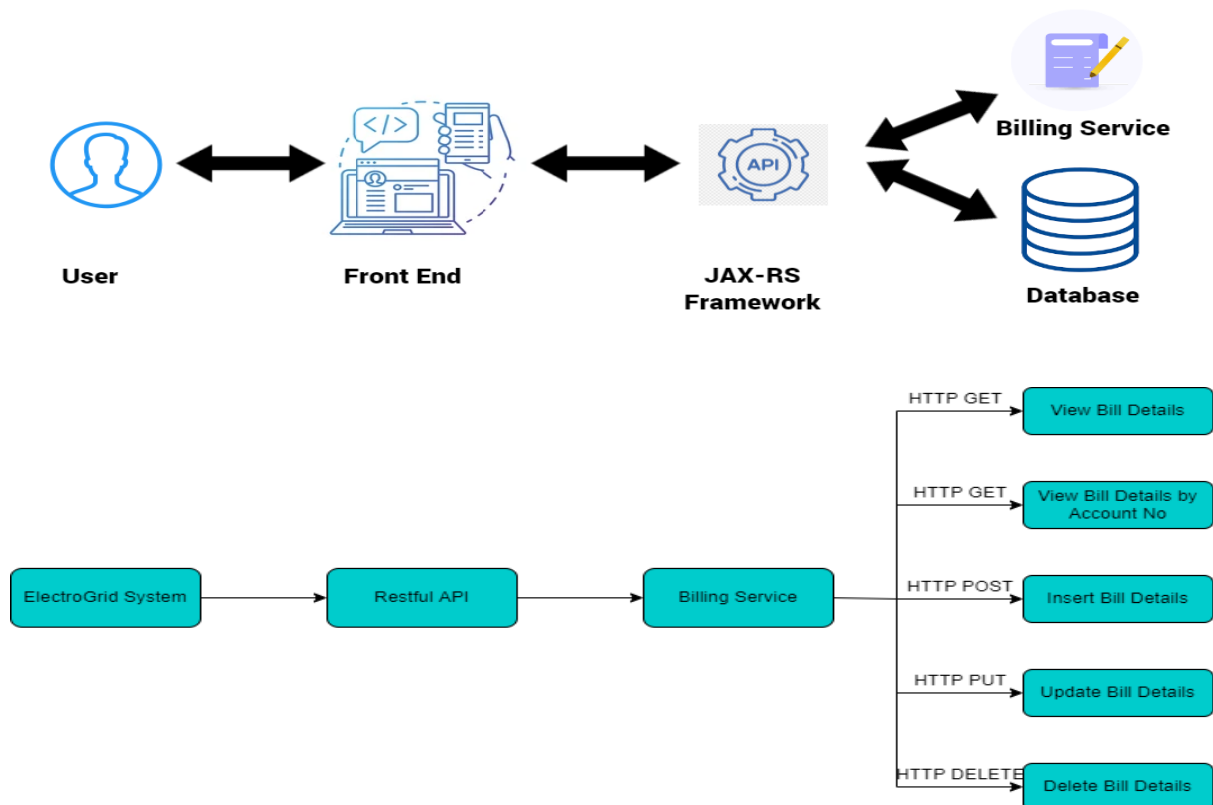 </>
API
Billing Service
User
Front End
JAX-RS
Framework
Database
HTTP GET
View Bill Details
HTTP GET
View Bill Details by
Account No
ElectroGrid System
Restful API
Billing Service
HTTP POST
Insert Bill Details
HTTP PUT
Update Bill Details
HTTP DELETE
Delete Bill Details